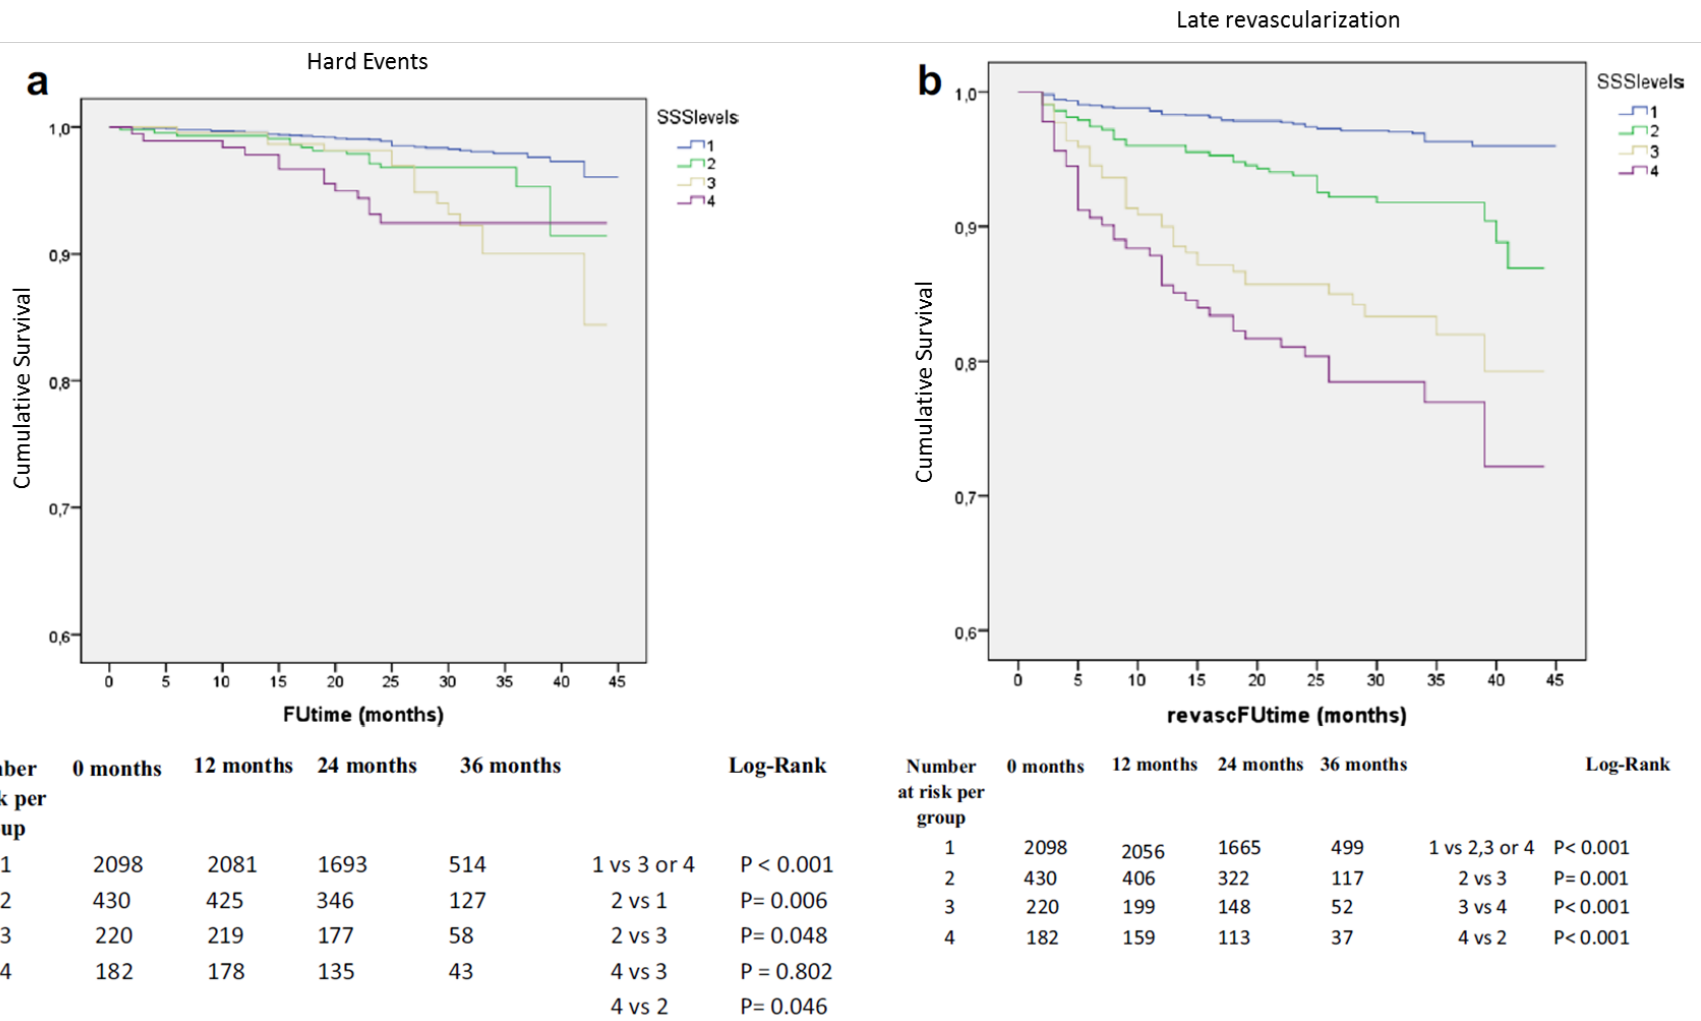 Late revascularization
Hard Events
a
1,0
0,9
0,8
0,7
0,6
Cumulative Survival
0 5 10 15 20 25 30 35 40 45
FUtime (months)
SSSlevels
1
2
3
4
b
1,0
0,9
0,8
0,7
0,6
Cumulative Survival
0 5 10 15 20 25 30 35 40 45
revascFUtime (months)
SSSlevels
1
2
3
4
ber 0 months 12 months 24 months 36 months Log-Rank
k per
up
1 2098 2081 1693 514 1 vs 3 or 4 P < 0.001
2 430 425 346 127 2 vs 1 P= 0.006
3 220 219 177 58 2 vs 3 P= 0.048
4 182 178 135 43 4 vs 3 P = 0.802
4 vs 2 P= 0.046
Number 0 months 12 months 24 months 36 months Log-Rank
at risk per
group
1 2098 2056 1665 499 1 vs 2,3 or 4 P< 0.001
2 430 406 322 117 2 vs 3 P= 0.001
3 220 199 148 52 3 vs 4 P< 0.001
4 182 159 113 37 4 vs 2 P< 0.001